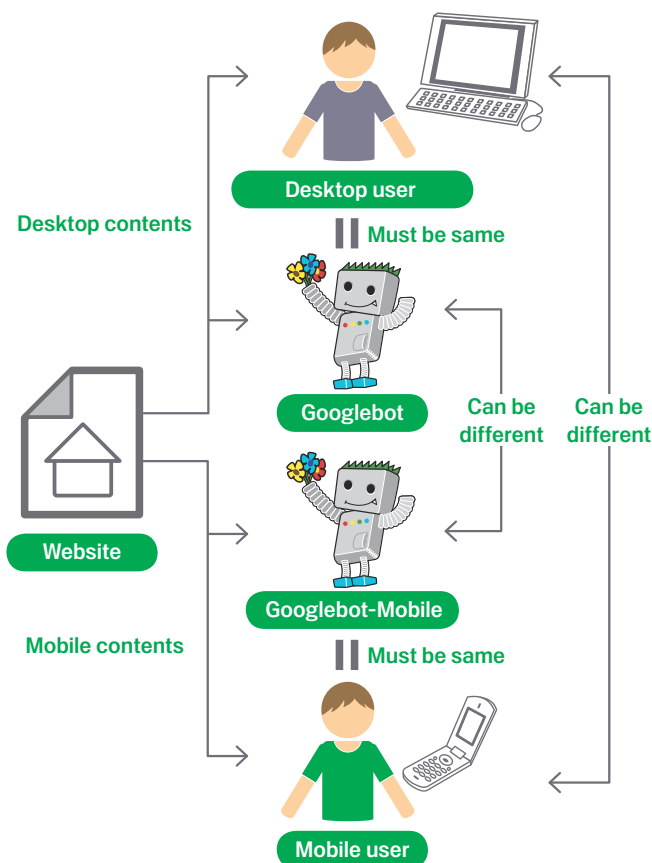 Desktop user
Desktop contents
Must be same
Googlebot
Can be
different
Can be
different
Website
Googlebot-Mobile
Mobile contents
Must be same
Mobile user